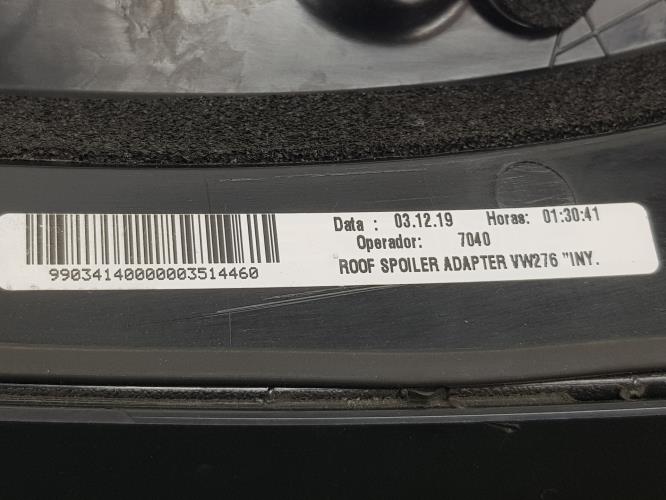 Data : 03.12.19 Horas: 01:30:41
Operador: 7040
ROOF SPOILER ADAPTER VW276 "INY.
99034140000003514460